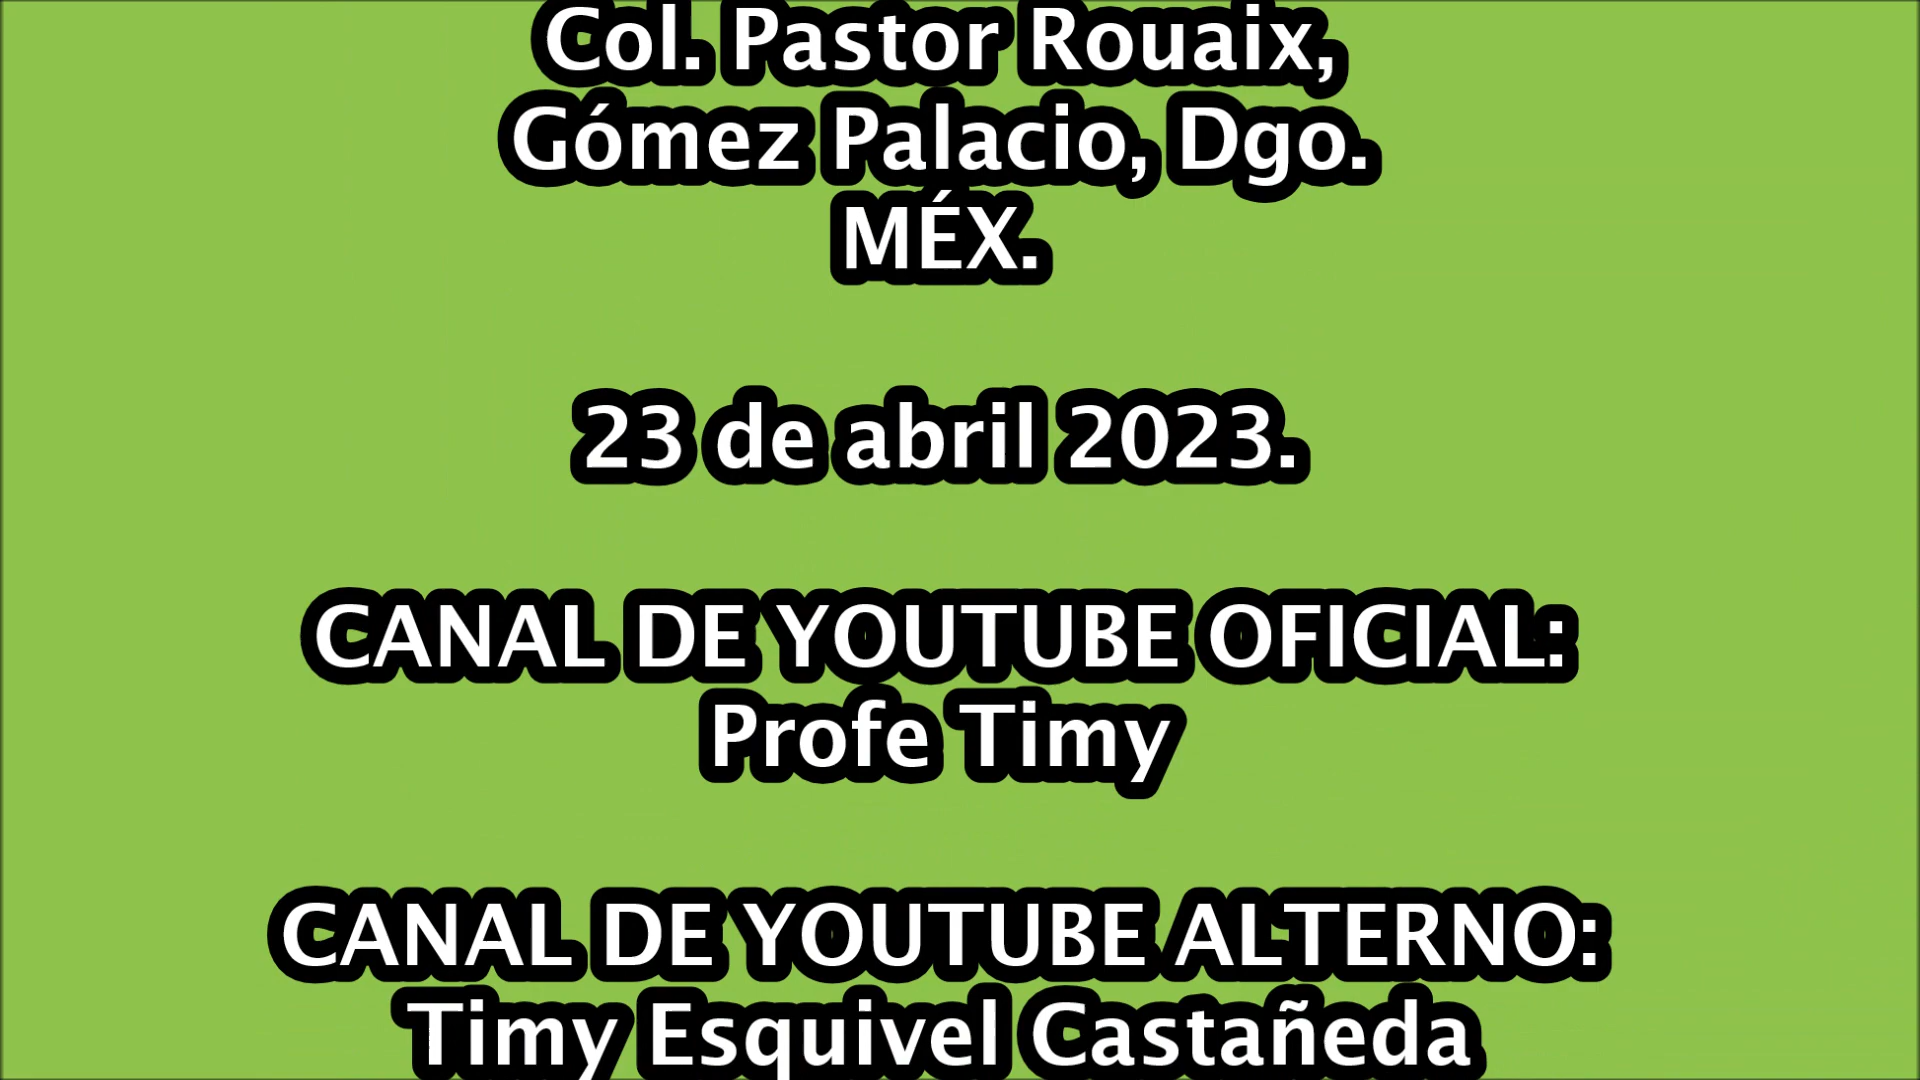 Col. Pastor Rouaix,
Gómez Palacio, Dgo.
MÉX.
23 de abril 2023.
CANAL DE YOUTUBE OFICIAL:
Profe Timy
CANAL DE YOUTUBE ALTERNO:
Timy Esquivel Castañeda